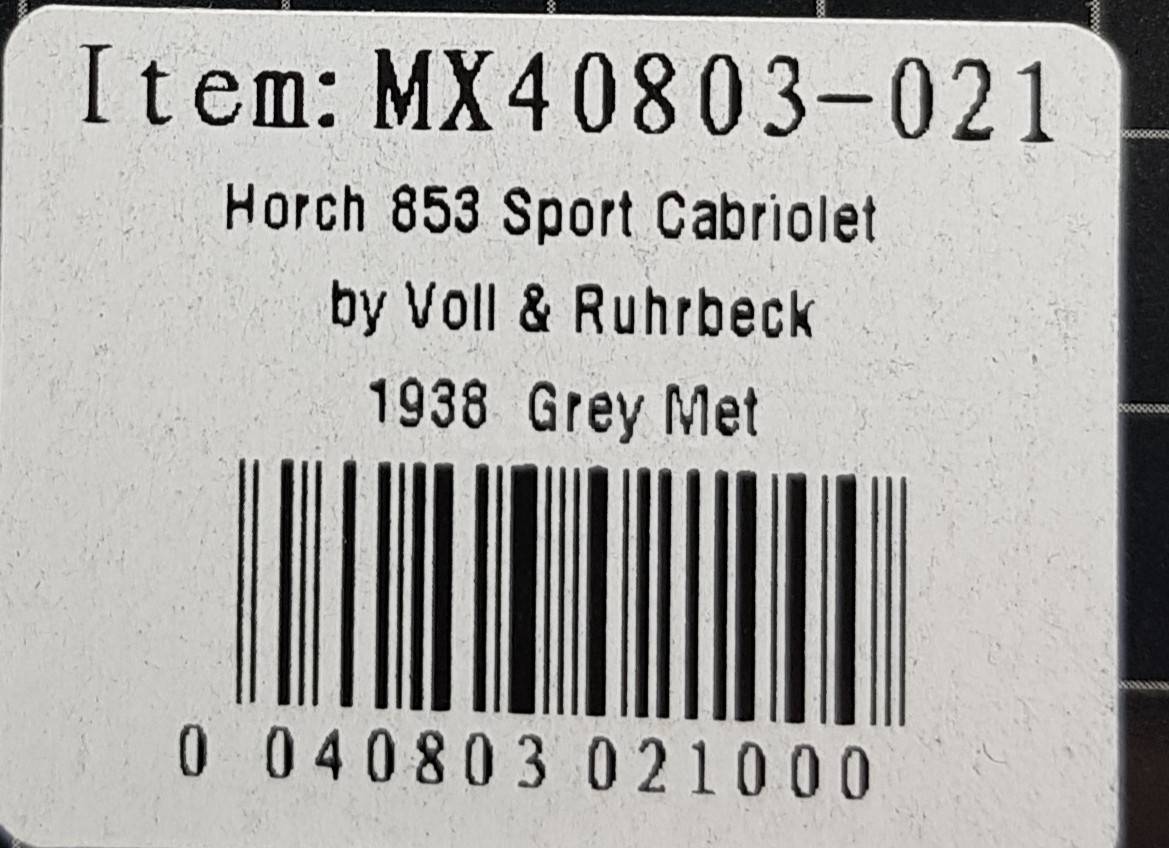 Item: MX40803-021
Horch 853 Sport Cabriolet
by Voll & Ruhrbeck
1938 Grey Met
0 040803 021000